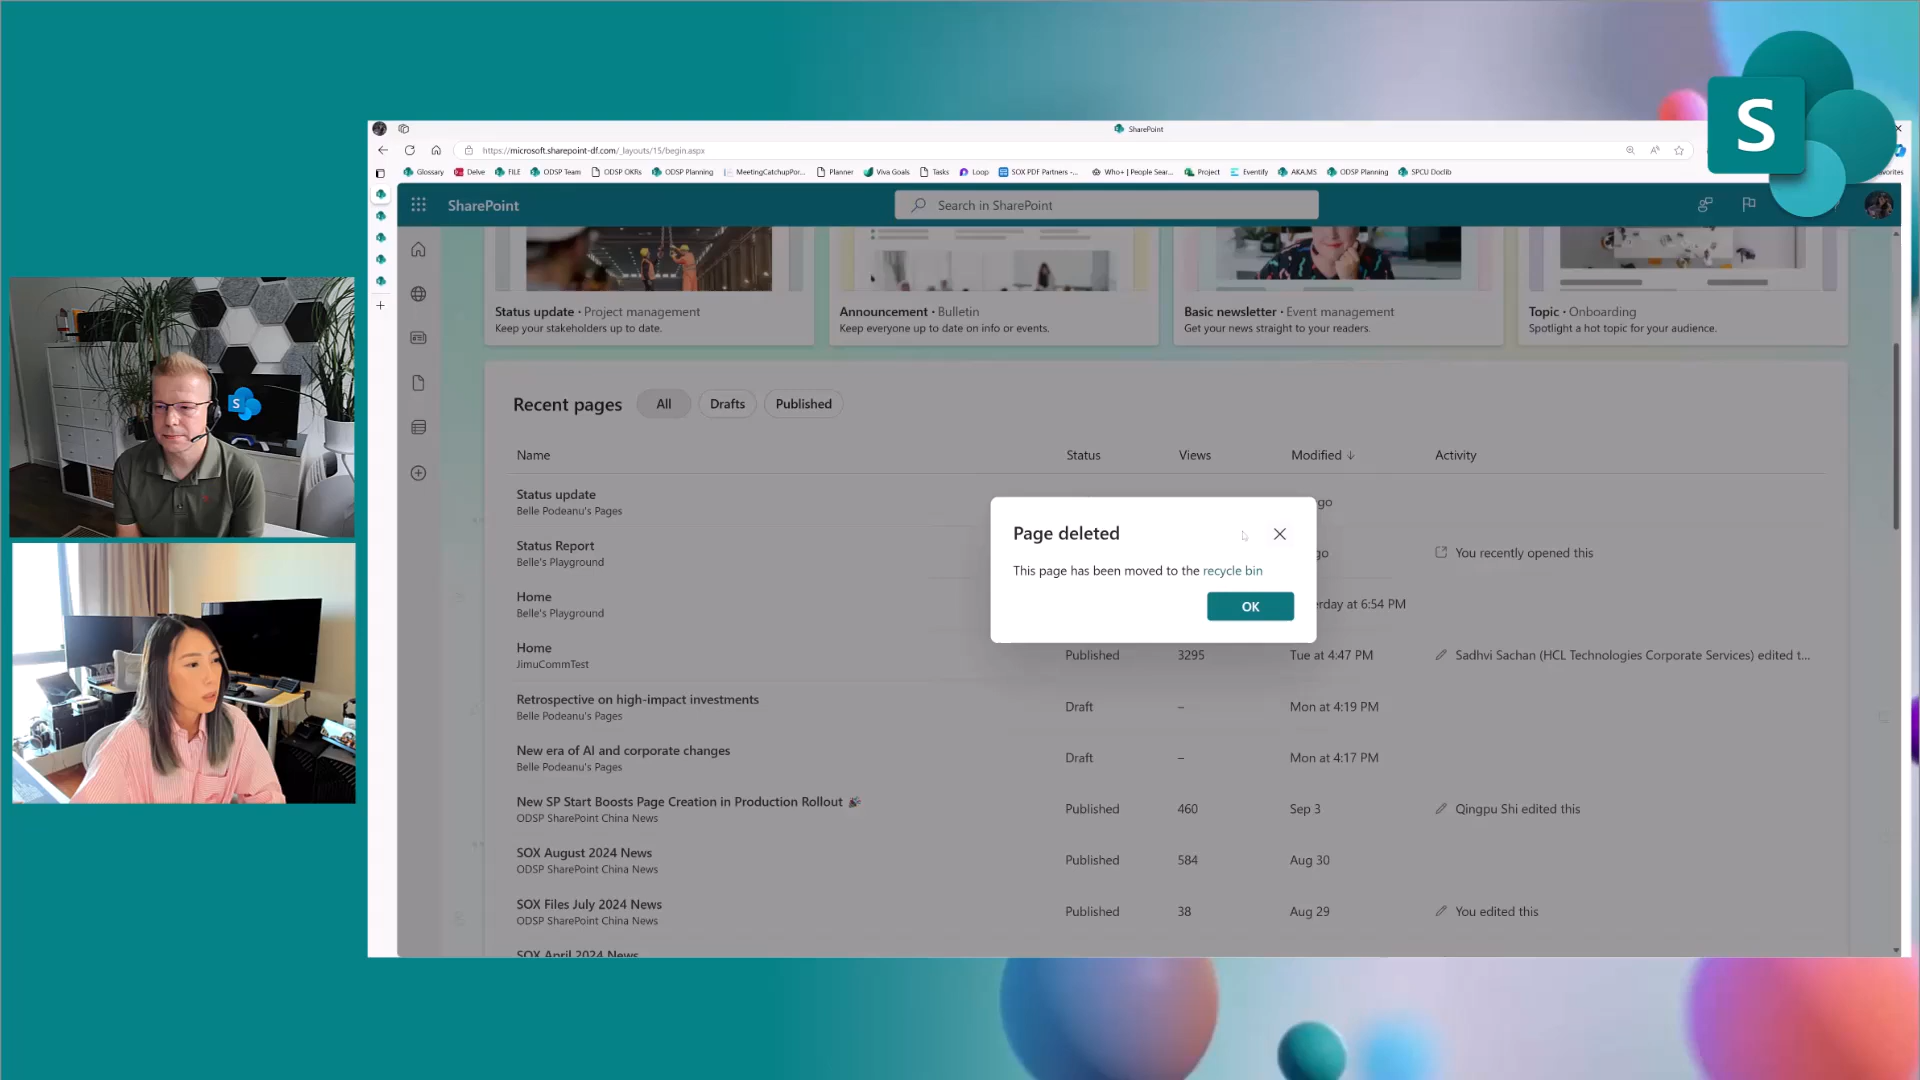 S
SharePoint
https://microsoft.sharepoint-df.com/_layouts/15/begin.aspx
Glossary Delve FILE ODSP Team ODSP OKRs ODSP Planning MeetingCatchupPor... Planner Viva Goals Tasks Loop SOX PDF Partners -... Who+ | People Sear... Project Eventify AKA.MS ODSP Planning SPCU Doclib
SharePoint
Search in SharePoint
Status update · Project management
Keep your stakeholders up to date.
Announcement · Bulletin
Keep everyone up to date on info or events.
Basic newsletter · Event management
Get your news straight to your readers.
Topic · Onboarding
Spotlight a hot topic for your audience.
Recent pages All Drafts Published
Name Status Views Modified ↓ Activity
Status update
Belle Podeanu's Pages
go
Status Report
Belle's Playground
go
You recently opened this
Home
Belle's Playground
rday at 6:54 PM
Page deleted
This page has been moved to the recycle bin
OK
Home
JimuCommTest
Published 3295 Tue at 4:47 PM Sadhvi Sachan (HCL Technologies Corporate Services) edited t...
Retrospective on high-impact investments
Belle Podeanu's Pages
Draft – Mon at 4:19 PM
New era of AI and corporate changes
Belle Podeanu's Pages
Draft – Mon at 4:17 PM
New SP Start Boosts Page Creation in Production Rollout 🎉
ODSP SharePoint China News
Published 460 Sep 3 Qingpu Shi edited this
SOX August 2024 News
ODSP SharePoint China News
Published 584 Aug 30
SOX Files July 2024 News
ODSP SharePoint China News
Published 38 Aug 29 You edited this
SOX April 2024 News
S